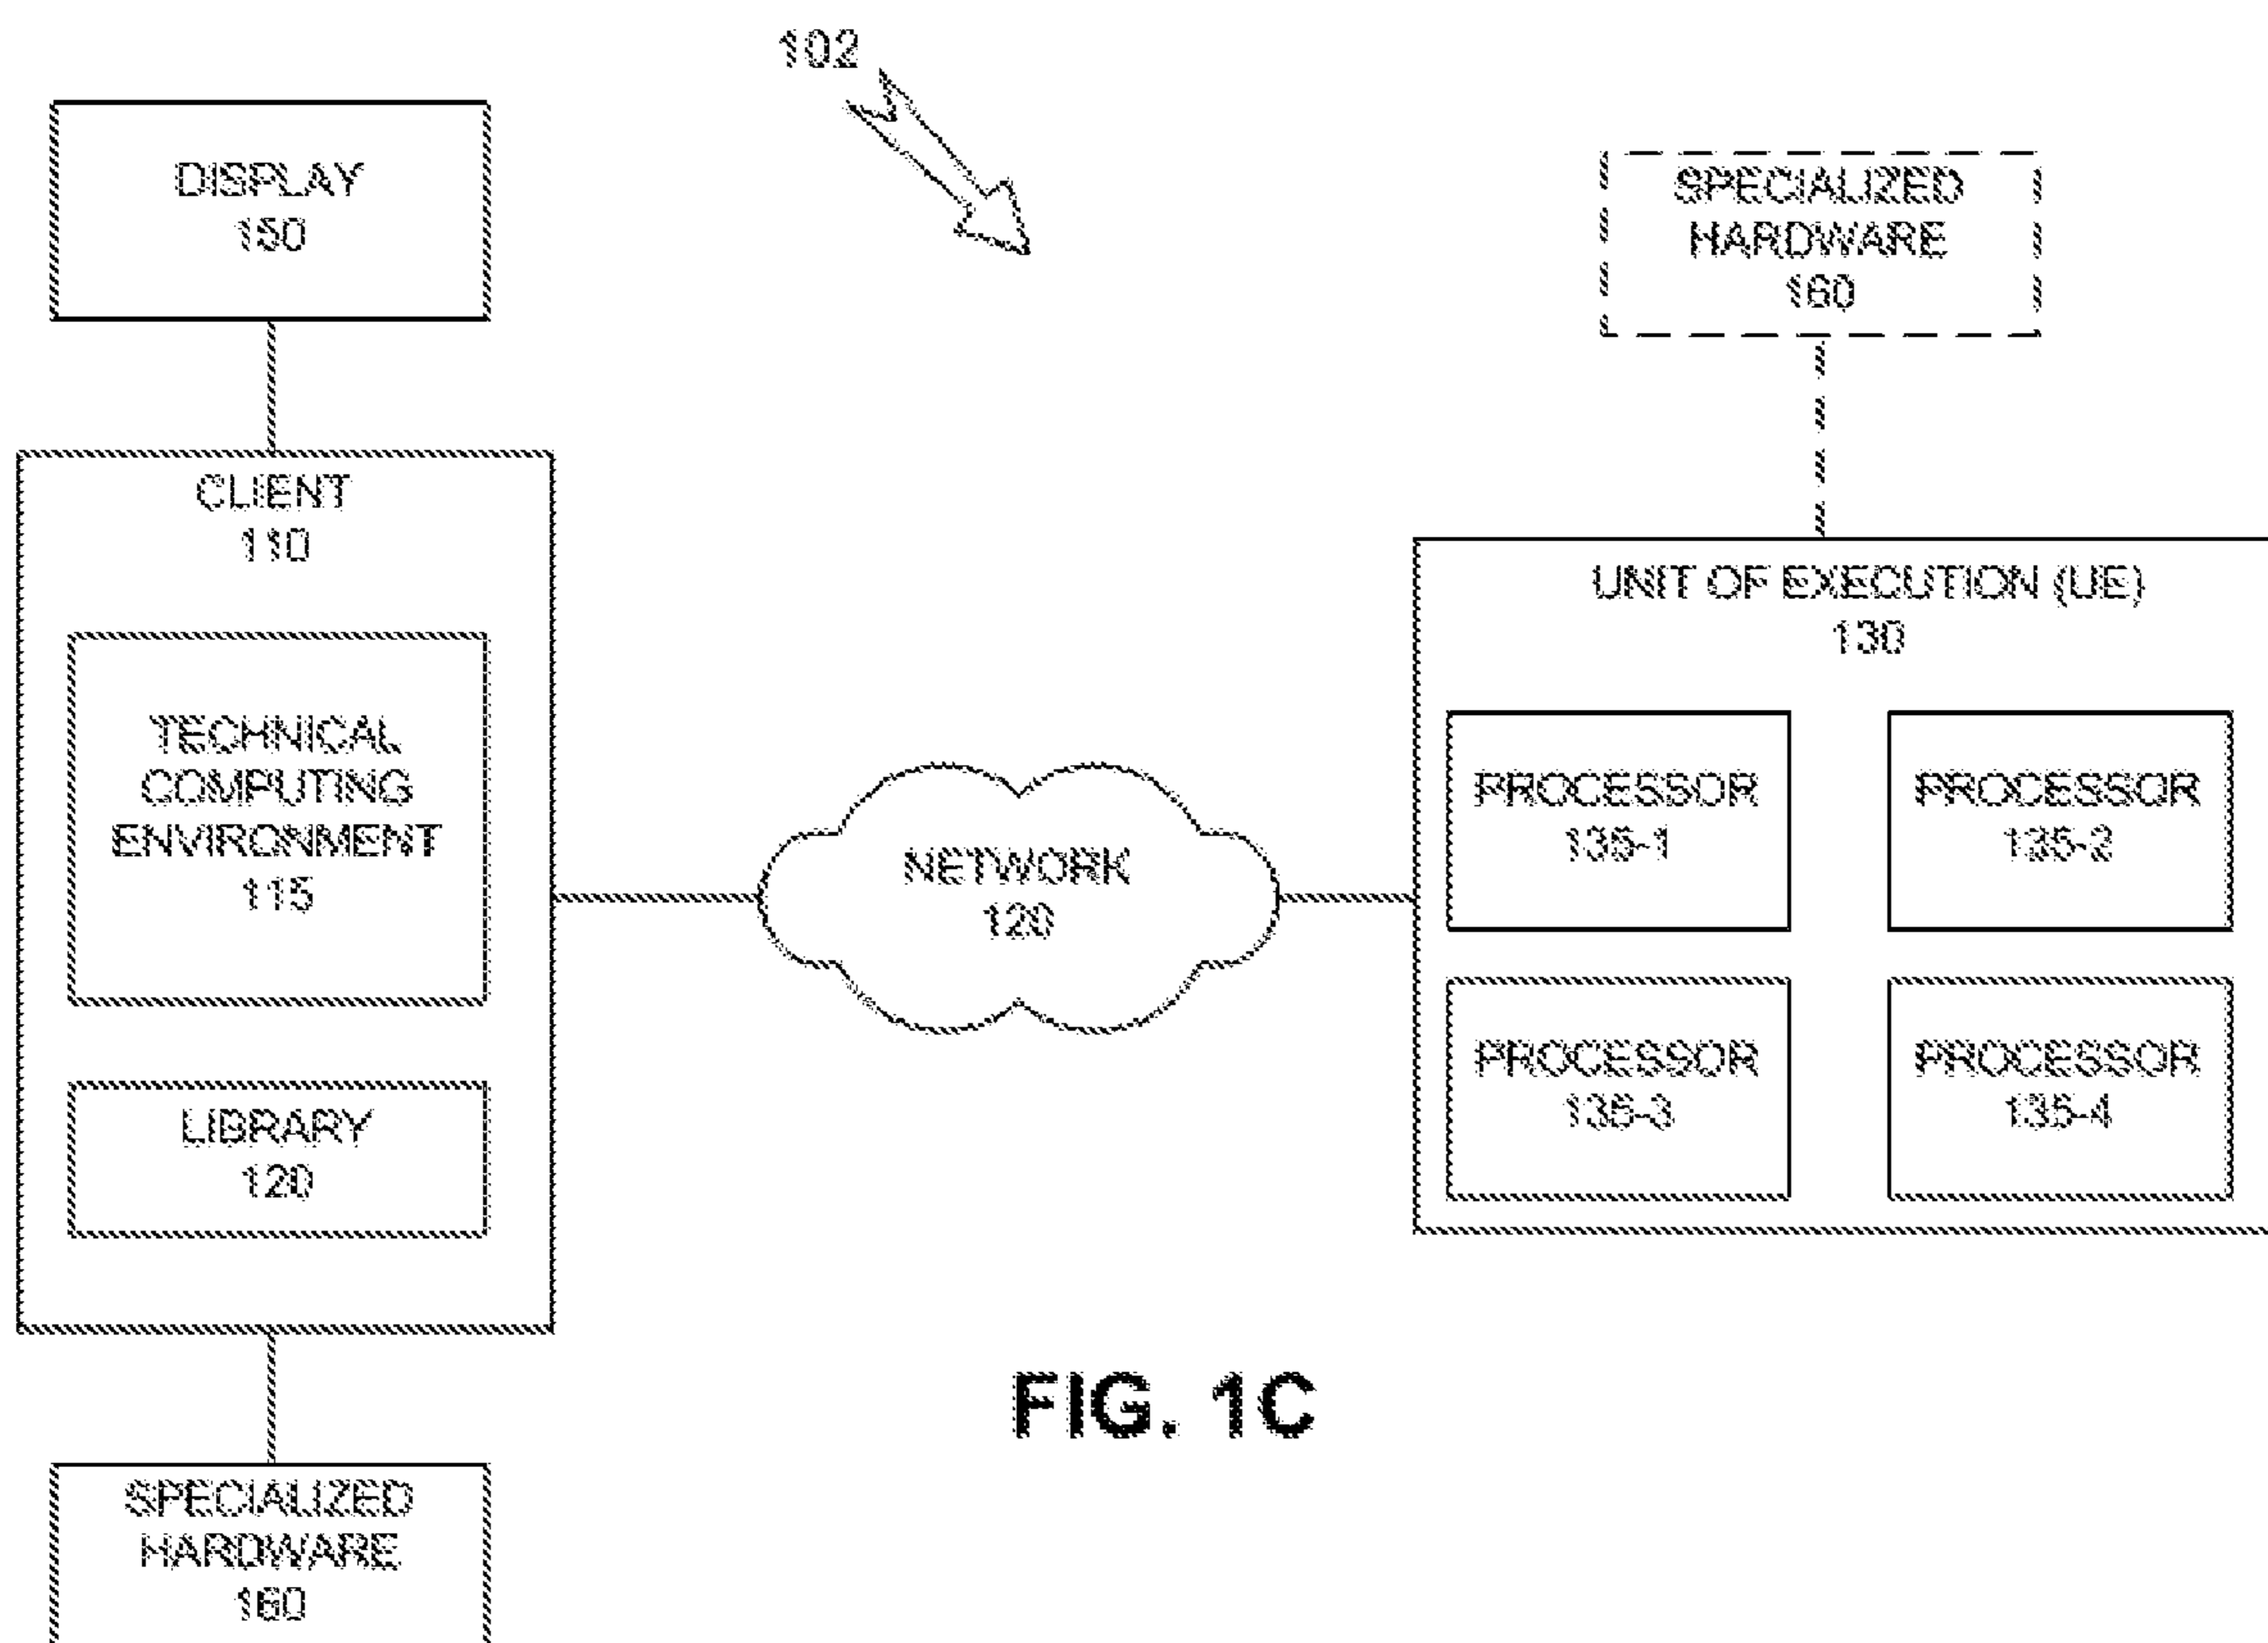 102
DISPLAY
150
SPECIALIZED
HARDWARE
160
CLIENT
110
UNIT OF EXECUTION (UE)
130
TECHNICAL
COMPUTING
ENVIRONMENT
115
PROCESSOR
135-1
PROCESSOR
135-2
NETWORK
120
PROCESSOR
135-3
PROCESSOR
135-4
LIBRARY
120
FIG. 1C
SPECIALIZED
HARDWARE
160